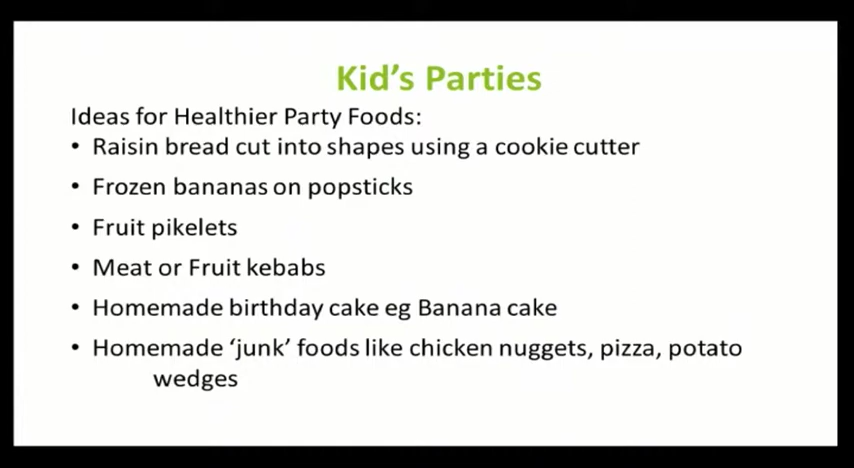 Kid's Parties
Ideas for Healthier Party Foods:
• Raisin bread cut into shapes using a cookie cutter
• Frozen bananas on popsticks
• Fruit pikelets
• Meat or Fruit kebabs
• Homemade birthday cake eg Banana cake
• Homemade ‘junk’ foods like chicken nuggets, pizza, potato
wedges